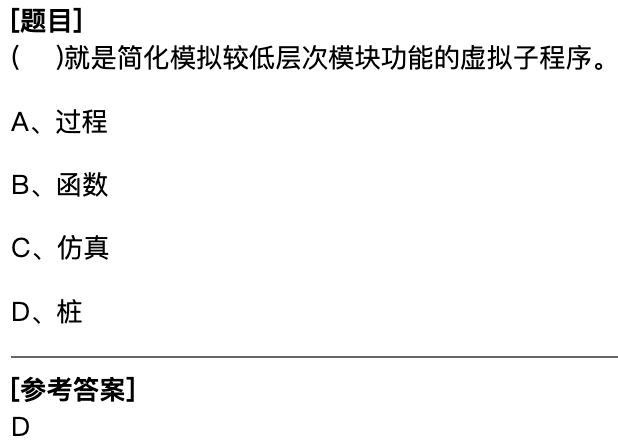 [题目]
(　)就是简化模拟较低层次模块功能的虚拟子程序。
A、过程
B、函数
C、仿真
D、桩
[参考答案]
D